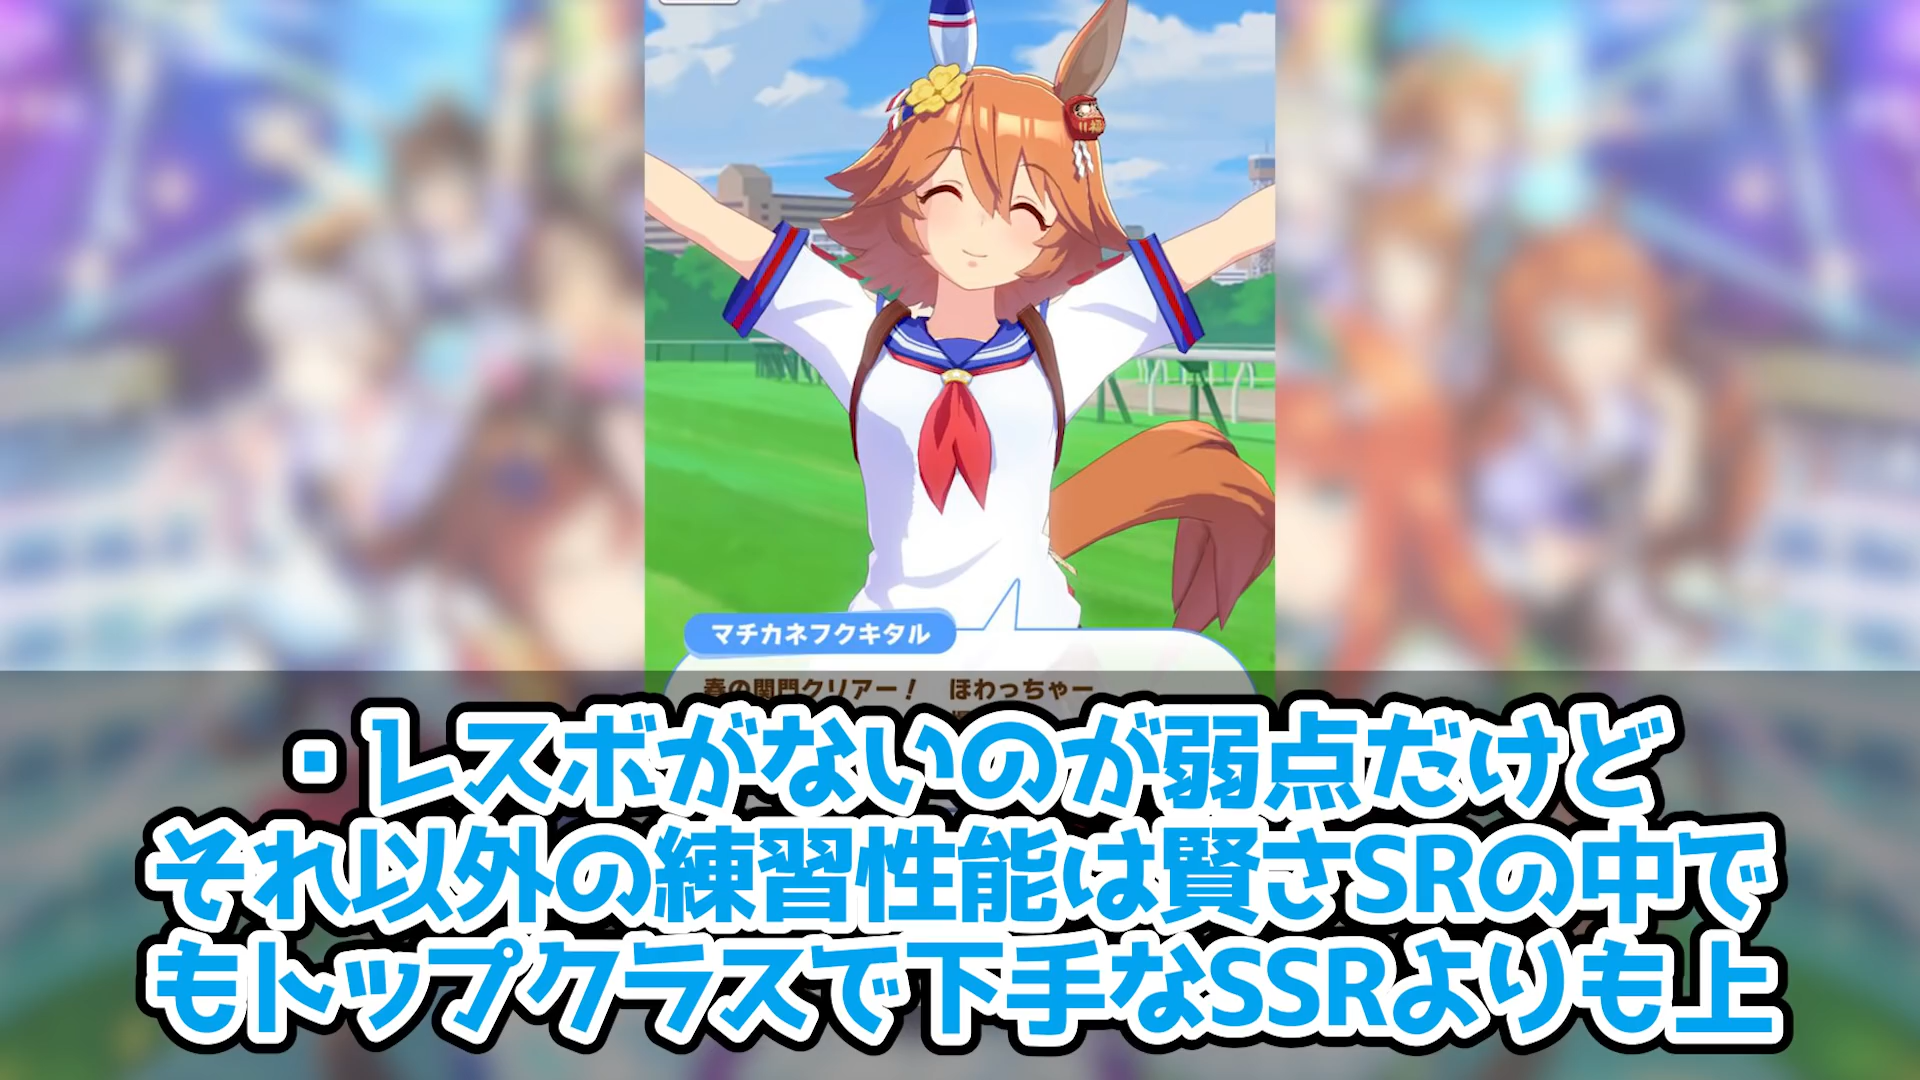 マチカネフクキタル
春の関門クリアー！ ほわっちゃー
・レスボがないのが弱点だけど
それ以外の練習性能は賢さSRの中で
もトップクラスで下手なSSRよりも上